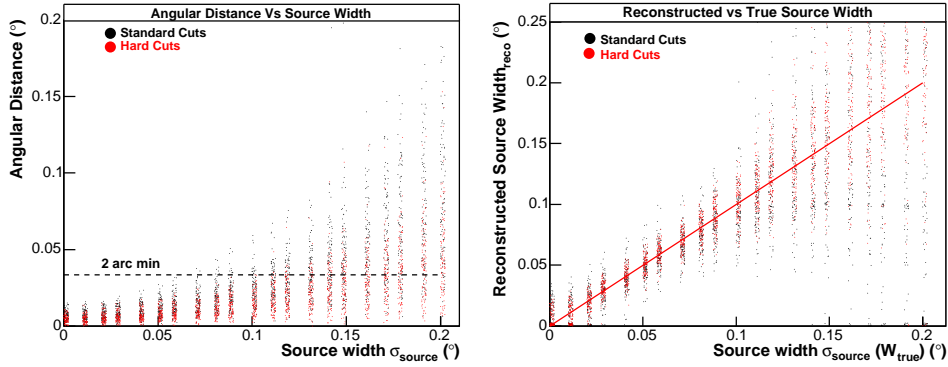 Angular Distance Vs Source Width
Angular Distance (°)
0.2
0.15
0.1
0.05
0
Standard Cuts
Hard Cuts
2 arc min
0
0.05
0.1
0.15
0.2
Source width σsource (°)
Reconstructed vs True Source Width
Reconstructed Source Widthreco (°)
0.25
0.2
0.15
0.1
0.05
0
Standard Cuts
Hard Cuts
0
0.05
0.1
0.15
0.2
Source width σsource (Wtrue) (°)